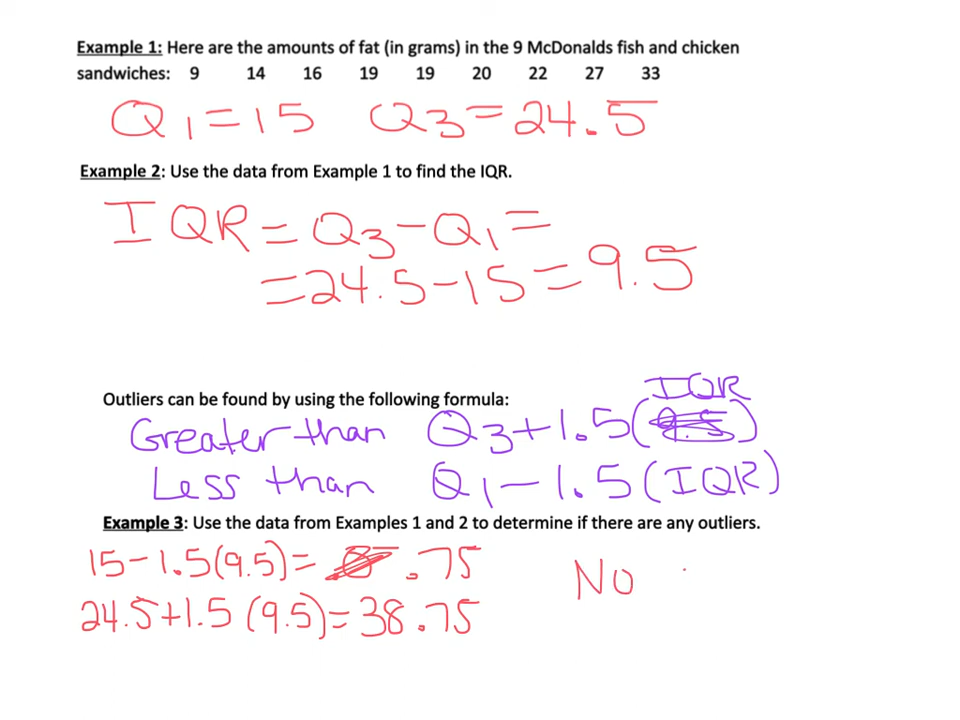 Example 1: Here are the amounts of fat (in grams) in the 9 McDonalds fish and chicken
sandwiches: 9 14 16 19 19 20 22 27 33
Q1=15 Q3=24.5
Example 2: Use the data from Example 1 to find the IQR.
IQR=Q3-Q1=
=24.5-15=9.5
Outliers can be found by using the following formula:
IQR
Greater than Q3+1.5( )
Less than Q1-1.5(IQR)
Example 3: Use the data from Examples 1 and 2 to determine if there are any outliers.
15-1.5(9.5)= .75
24.5+1.5(9.5)=38.75
NO